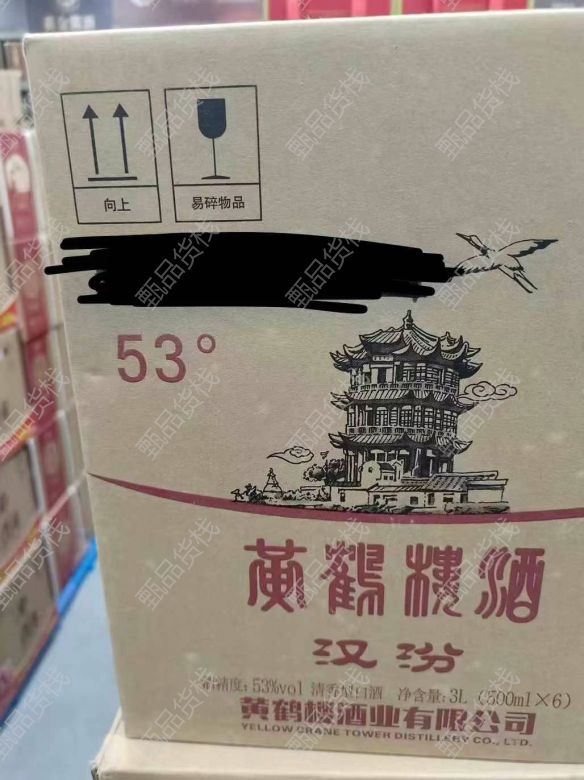 向上
易碎物品
53°
黄鹤楼酒
汉汾
酒精度: 53%vol 清香型白酒 净含量: 3L (500ml×6)
黄鹤楼酒业有限公司
YELLOW CRANE TOWER DISTILLERY CO., LTD.
甄品货栈